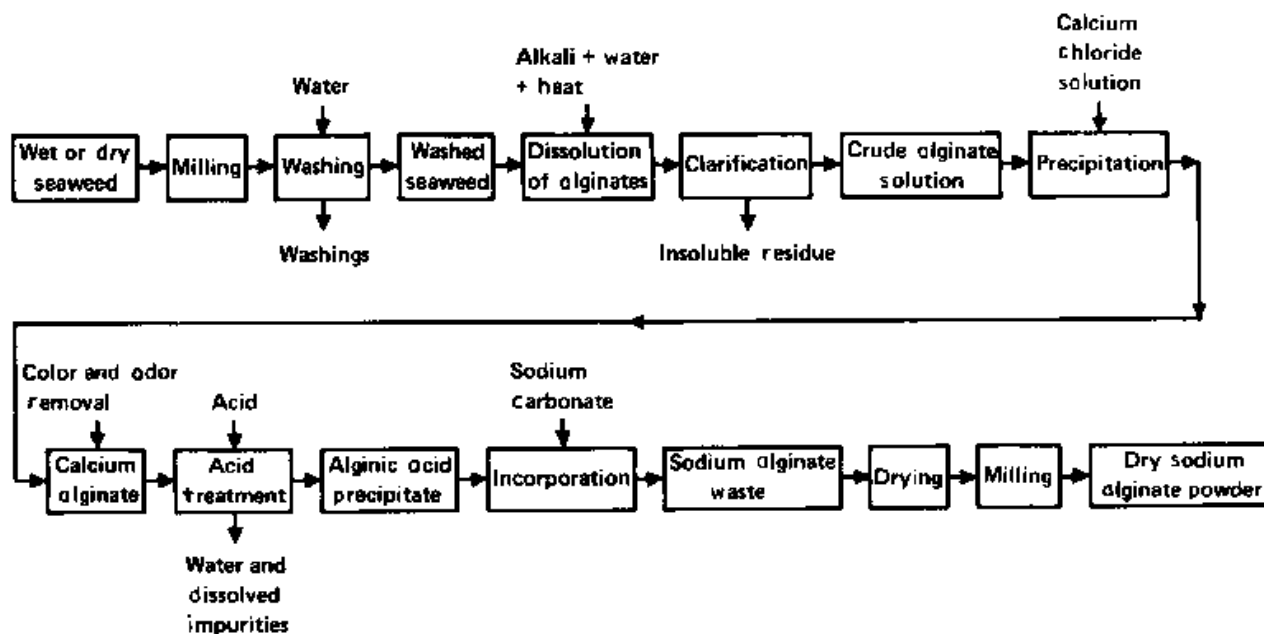 Water
Alkali + water
+ heat
Calcium
chloride
solution
Wet or dry
seaweed
Milling
Washing
Washed
seaweed
Dissolution
of alginates
Clarification
Crude alginate
solution
Precipitation
Washings
Insoluble residue
Color and odor
removal
Acid
Sodium
carbonate
Calcium
alginate
Acid
treatment
Alginic acid
precipitate
Incorporation
Sodium alginate
waste
Drying
Milling
Dry sodium
alginate powder
Water and
dissolved
impurities